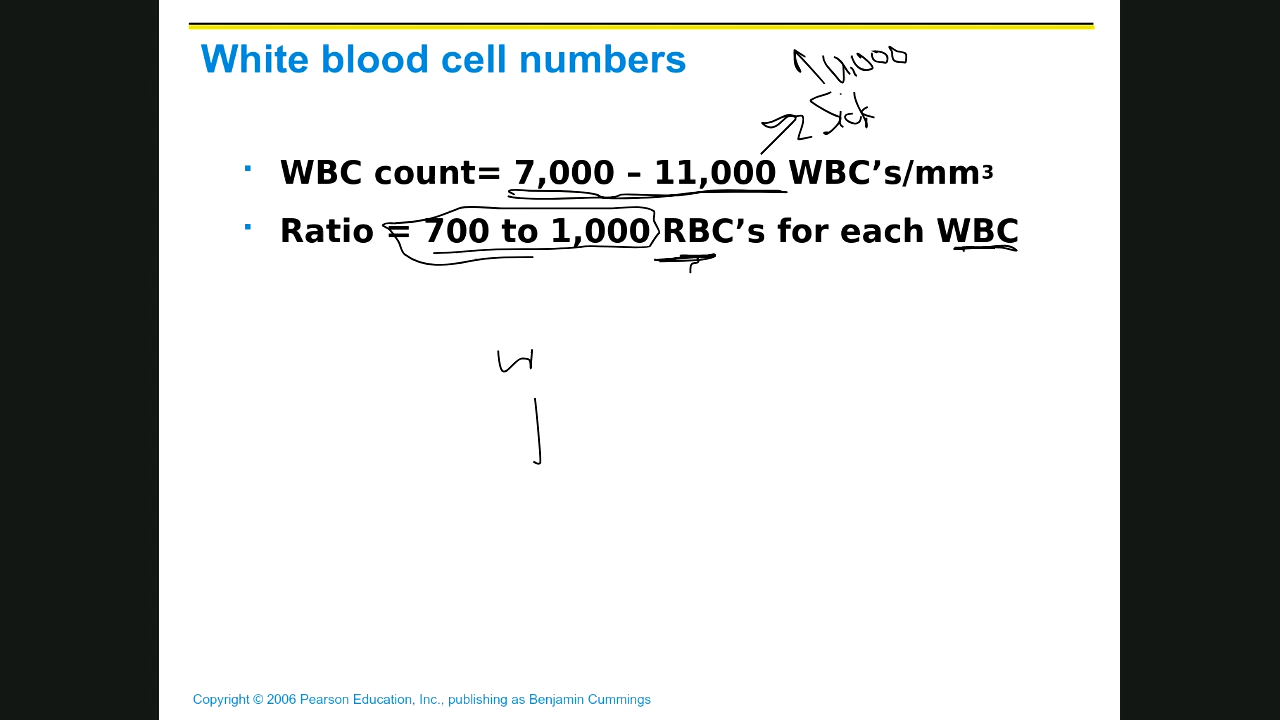 White blood cell numbers
↑11,000
Sick
▪ WBC count= 7,000 – 11,000 WBC’s/mm³
▪ Ratio = 700 to 1,000 RBC’s for each WBC
Copyright © 2006 Pearson Education, Inc., publishing as Benjamin Cummings